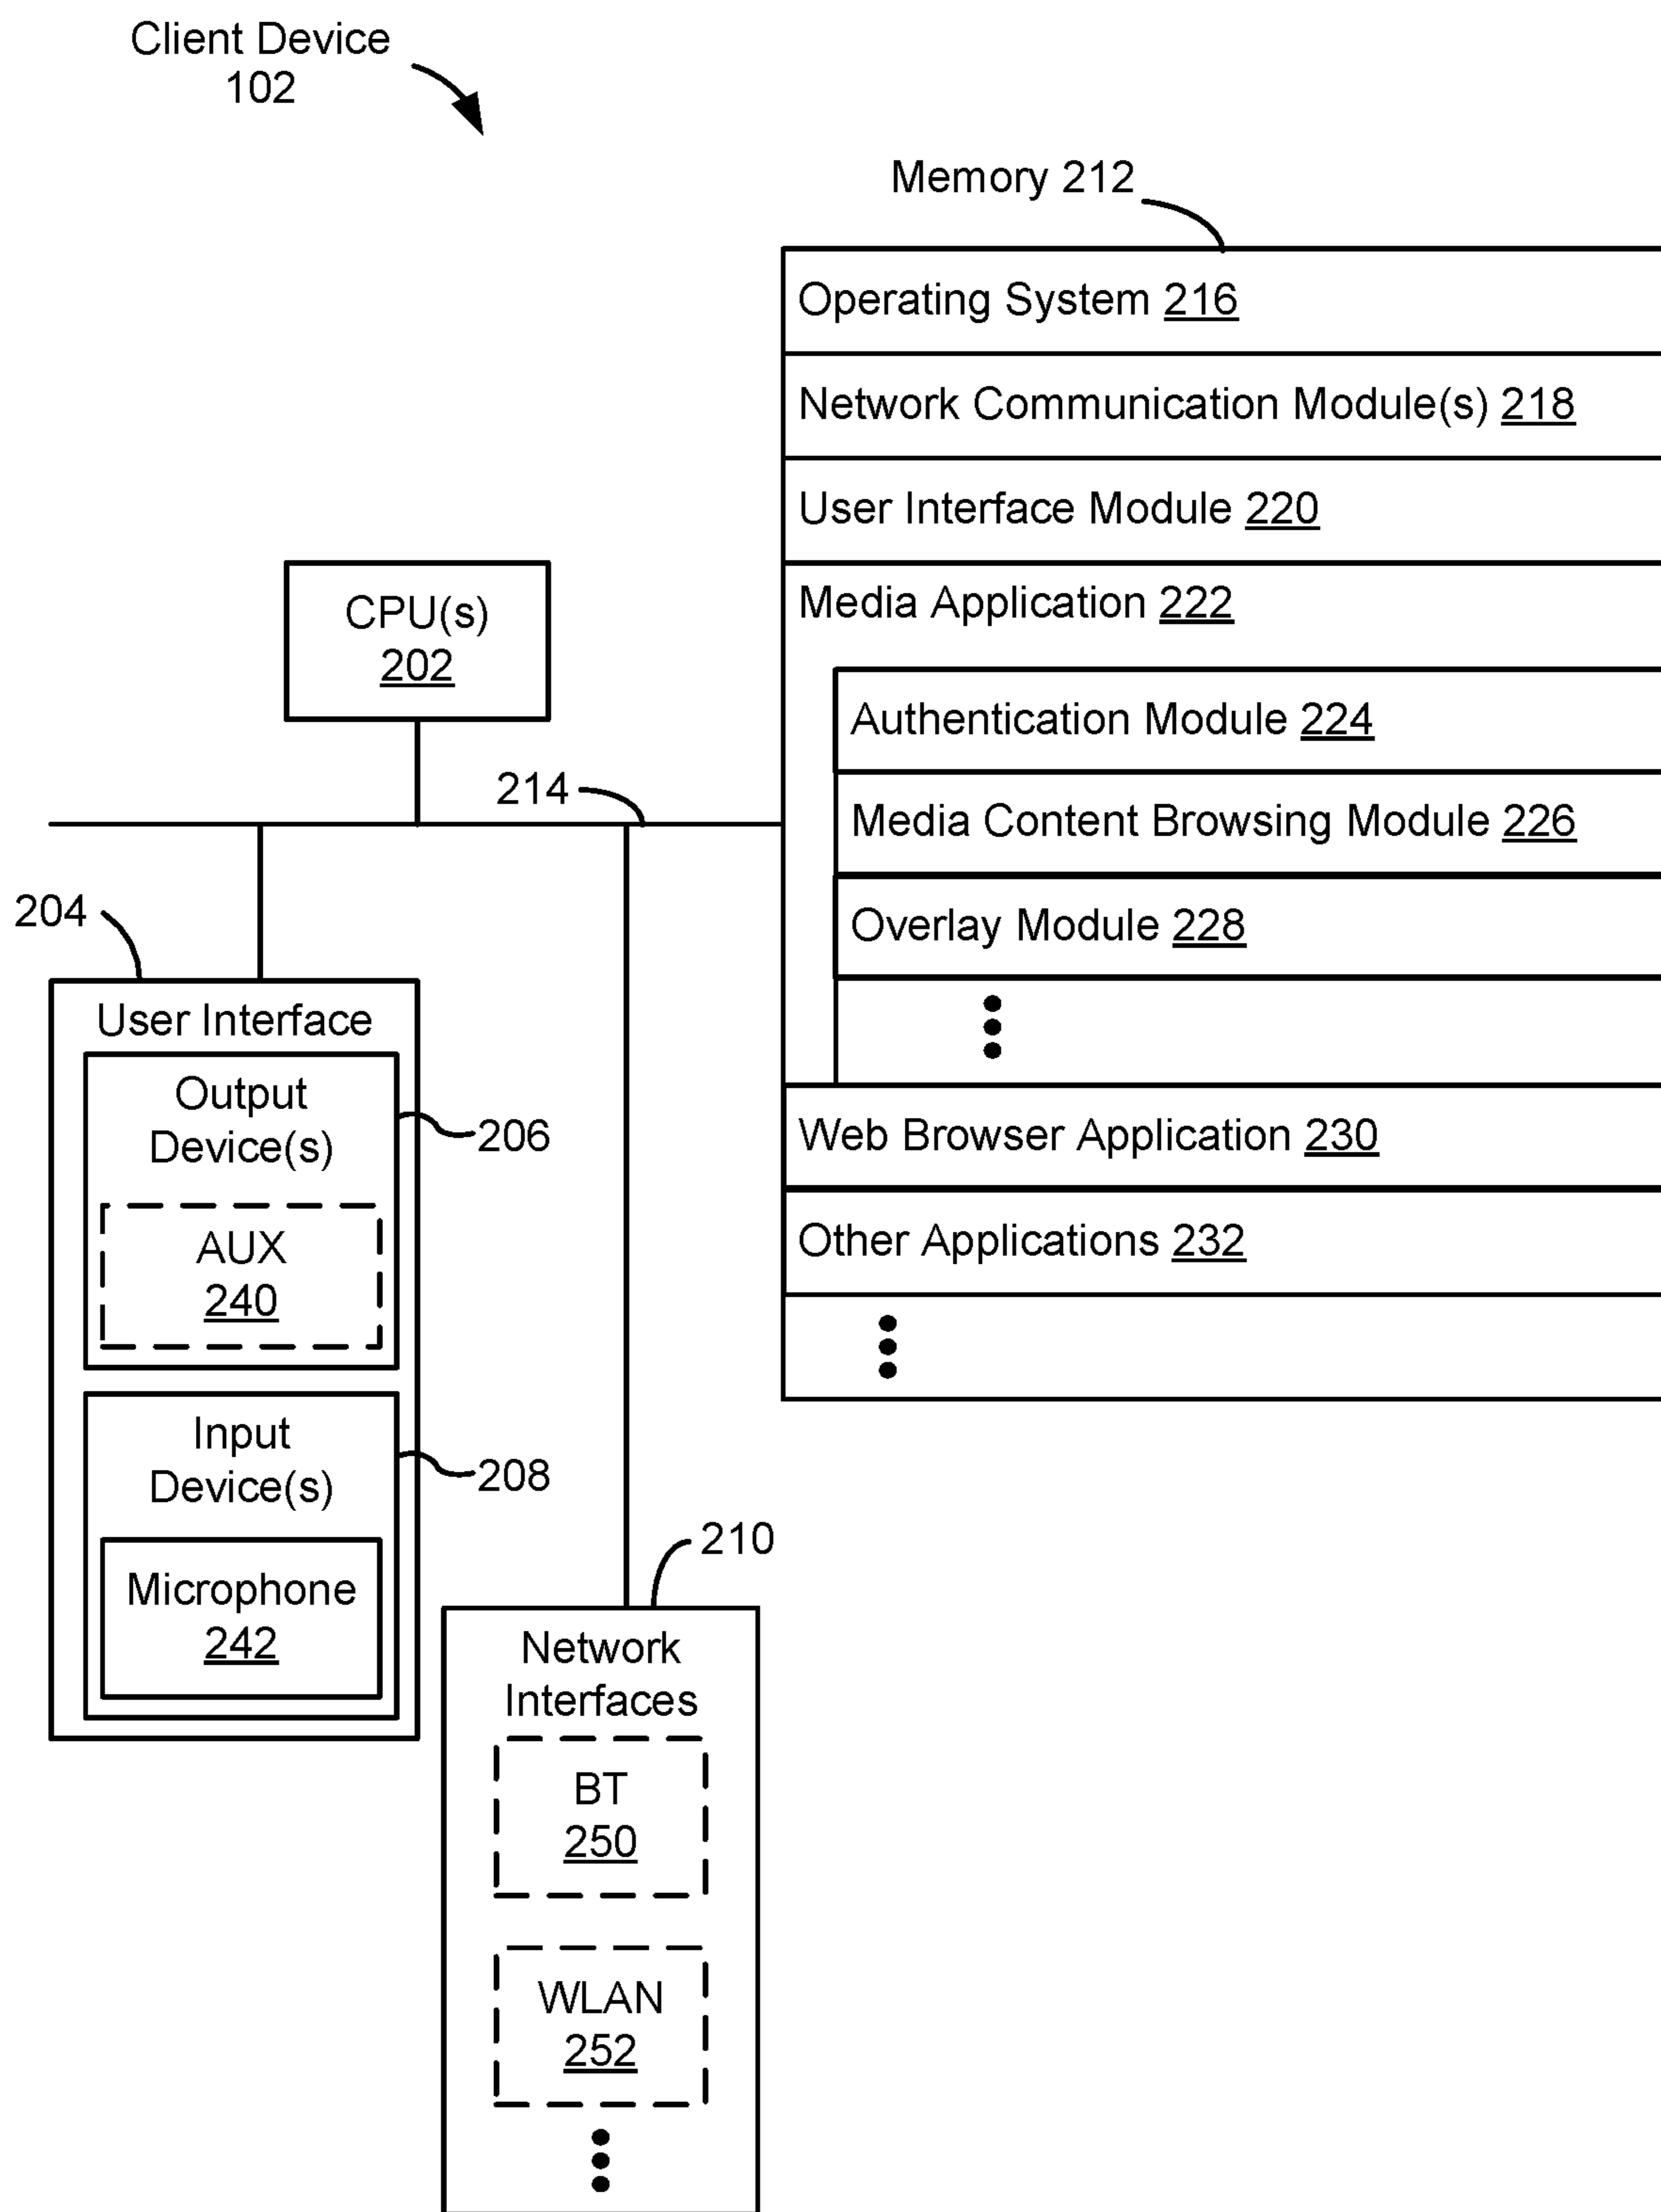 Client Device
102
Memory 212
Operating System 216
Network Communication Module(s) 218
User Interface Module 220
Media Application 222
Authentication Module 224
Media Content Browsing Module 226
Overlay Module 228
Web Browser Application 230
Other Applications 232
CPU(s)
202
214
204
User Interface
Output
Device(s)
206
AUX
240
Input
Device(s)
208
Microphone
242
210
Network
Interfaces
BT
250
WLAN
252